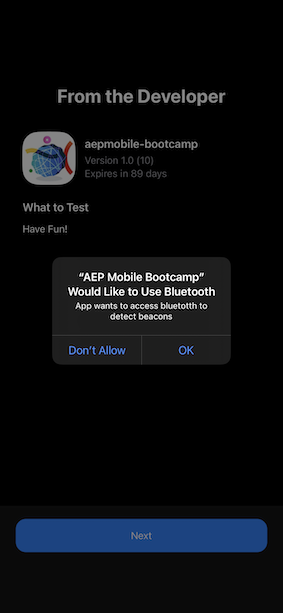 From the Developer
aepmobile-bootcamp
Version 1.0 (10)
Expires in 89 days
What to Test
Have Fun!
“AEP Mobile Bootcamp”
Would Like to Use Bluetooth
App wants to access bluetotth to
detect beacons
Don’t Allow
OK
Next